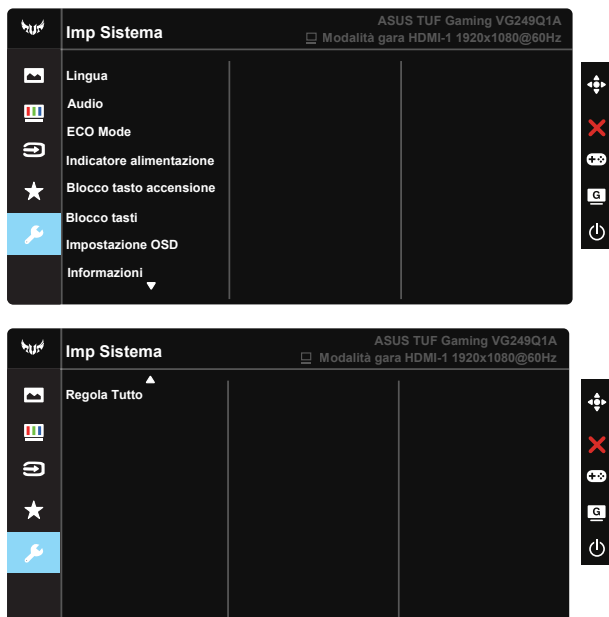 Imp Sistema
ASUS TUF Gaming VG249Q1A
Modalità gara HDMI-1 1920x1080@60Hz
Lingua
Audio
ECO Mode
Indicatore alimentazione
Blocco tasto accensione
Blocco tasti
Impostazione OSD
Informazioni
G
Imp Sistema
ASUS TUF Gaming VG249Q1A
Modalità gara HDMI-1 1920x1080@60Hz
Regola Tutto
G